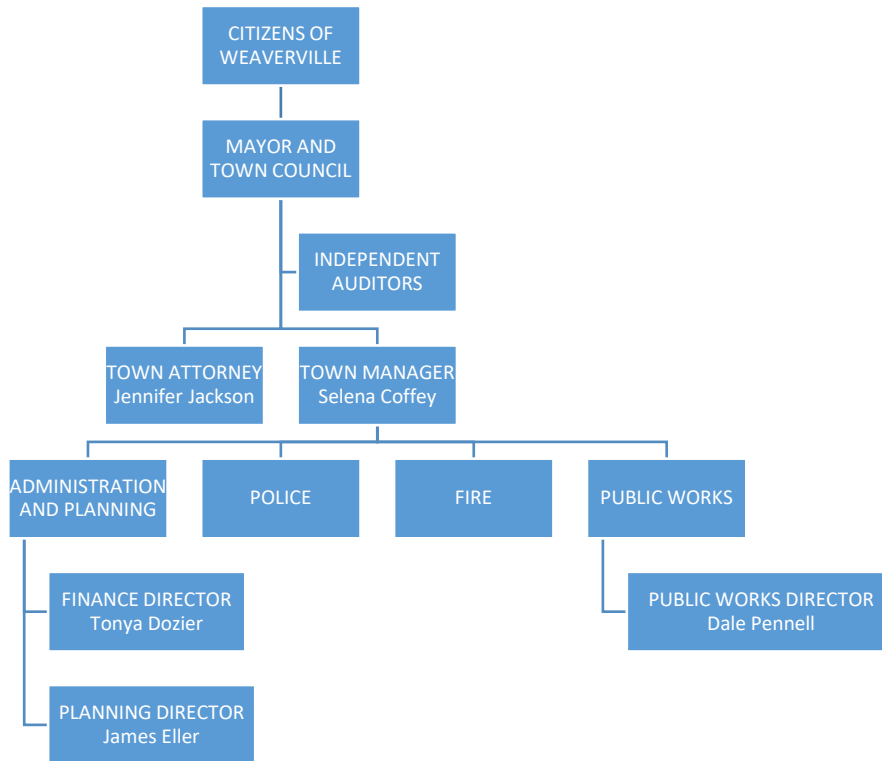 CITIZENS OF
WEAVERVILLE
MAYOR AND
TOWN COUNCIL
INDEPENDENT
AUDITORS
TOWN ATTORNEY
Jennifer Jackson
TOWN MANAGER
Selena Coffey
ADMINISTRATION
AND PLANNING
POLICE
FIRE
PUBLIC WORKS
FINANCE DIRECTOR
Tonya Dozier
PUBLIC WORKS DIRECTOR
Dale Pennell
PLANNING DIRECTOR
James Eller